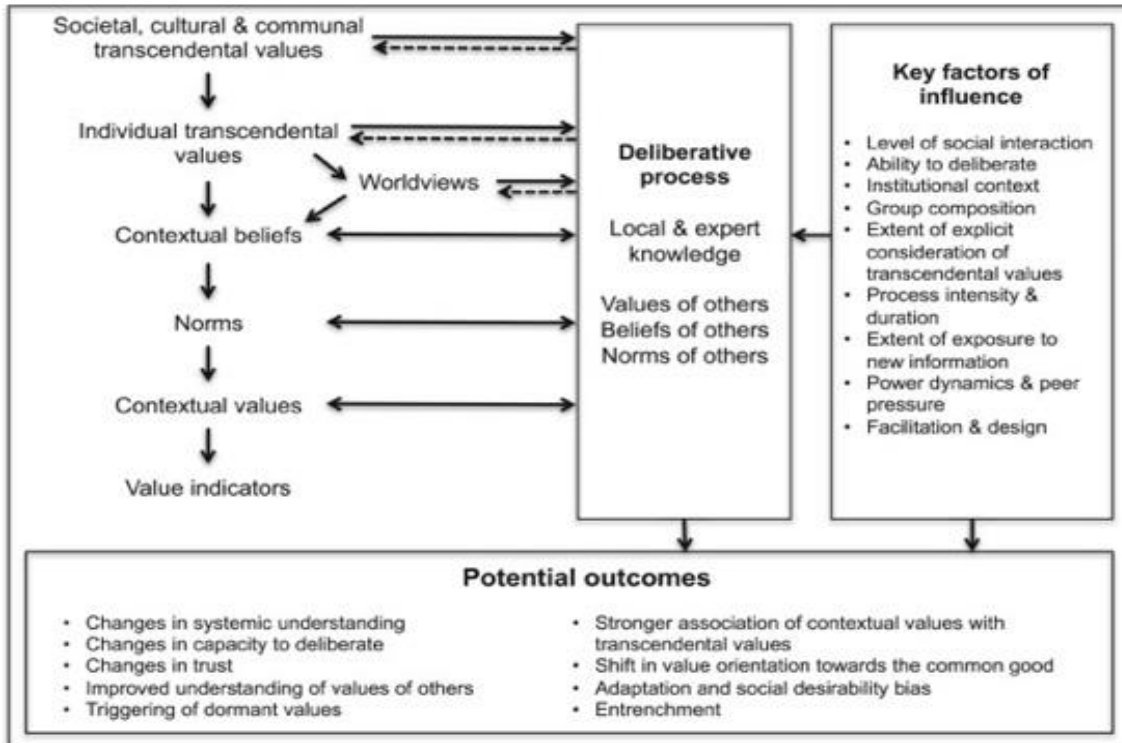 Societal, cultural & communal
transcendental values
Individual transcendental
values
Worldviews
Contextual beliefs
Norms
Contextual values
Value indicators
Deliberative
process
Local & expert
knowledge
Values of others
Beliefs of others
Norms of others
Key factors of
influence
• Level of social interaction
• Ability to deliberate
• Institutional context
• Group composition
• Extent of explicit
consideration of
transcendental values
• Process intensity &
duration
• Extent of exposure to
new information
• Power dynamics & peer
pressure
• Facilitation & design
Potential outcomes
• Changes in systemic understanding
• Changes in capacity to deliberate
• Changes in trust
• Improved understanding of values of others
• Triggering of dormant values
• Stronger association of contextual values with
transcendental values
• Shift in value orientation towards the common good
• Adaptation and social desirability bias
• Entrenchment